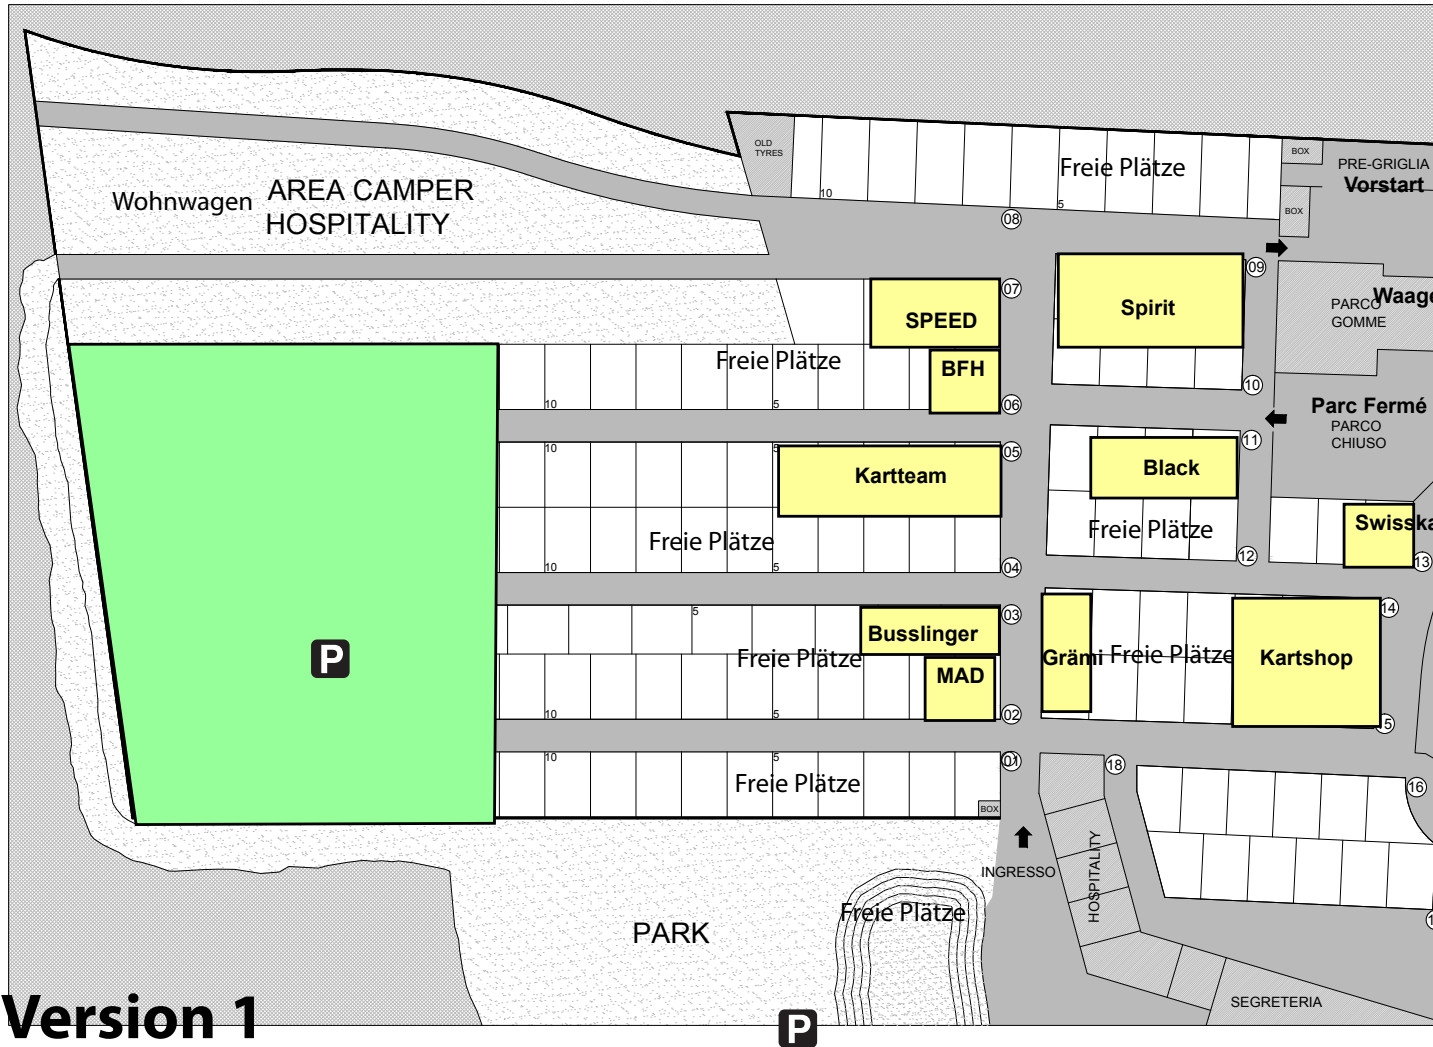 OLD
TYRES
10
Freie Plätze
5
BOX
PRE-GRIGLIA
Vorstart
BOX
Wohnwagen
AREA CAMPER
HOSPITALITY
08
09
07
SPEED
Spirit
PARCO
GOMME
Waage
Freie Plätze
BFH
10
5
06
10
Parc Fermé
PARCO
CHIUSO
10
5
05
Kartteam
11
Black
Freie Plätze
10
5
04
Freie Plätze
12
Swisska
13
5
03
Busslinger
Freie Plätze
MAD
10
5
02
Grämi
Freie Plätze
Kartshop
14
15
10
5
01
Freie Plätze
BOX
18
16
INGRESSO
HOSPITALITY
Freie Plätze
PARK
P
SEGRETERIA
Version 1
P